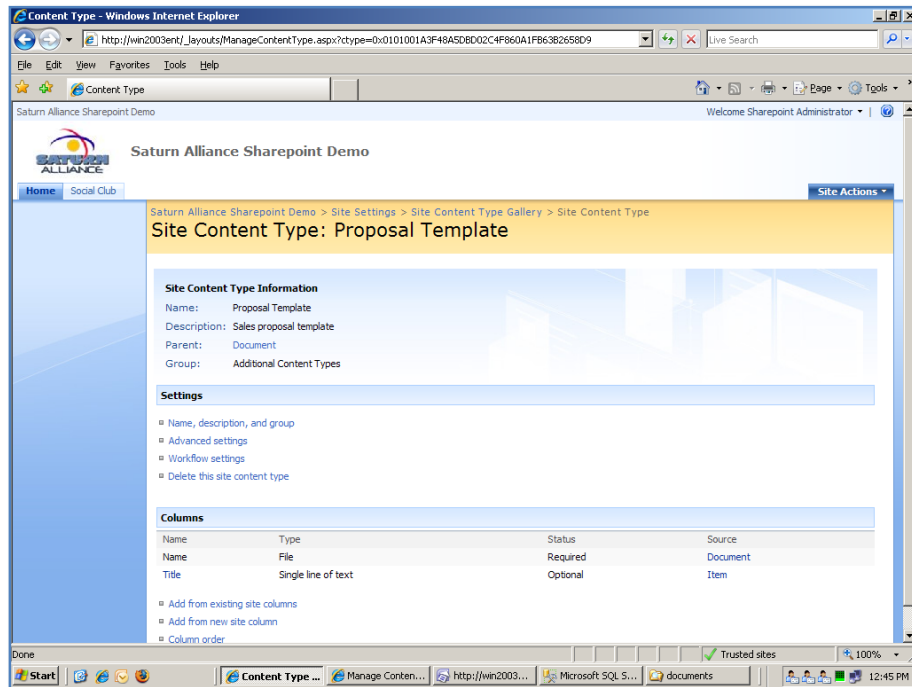 Content Type - Windows Internet Explorer
http://win2003ent/_layouts/ManageContentType.aspx?ctype=0x0101001A3F48A5DBD02C4F860A1FB63B2658D9
Live Search
File Edit View Favorites Tools Help
Content Type
Page Tools
Saturn Alliance Sharepoint Demo
Welcome Sharepoint Administrator
SATURN
ALLIANCE
Saturn Alliance Sharepoint Demo
Home Social Club
Site Actions
Saturn Alliance Sharepoint Demo > Site Settings > Site Content Type Gallery > Site Content Type
Site Content Type: Proposal Template
Site Content Type Information
Name: Proposal Template
Description: Sales proposal template
Parent: Document
Group: Additional Content Types
Settings
Name, description, and group
Advanced settings
Workflow settings
Delete this site content type
Columns
Name Type Status Source
Name File Required Document
Title Single line of text Optional Item
Add from existing site columns
Add from new site column
Column order
Done
Trusted sites
100%
Start
Content Type ...
Manage Conten...
http://win2003...
Microsoft SQL S...
documents
12:45 PM